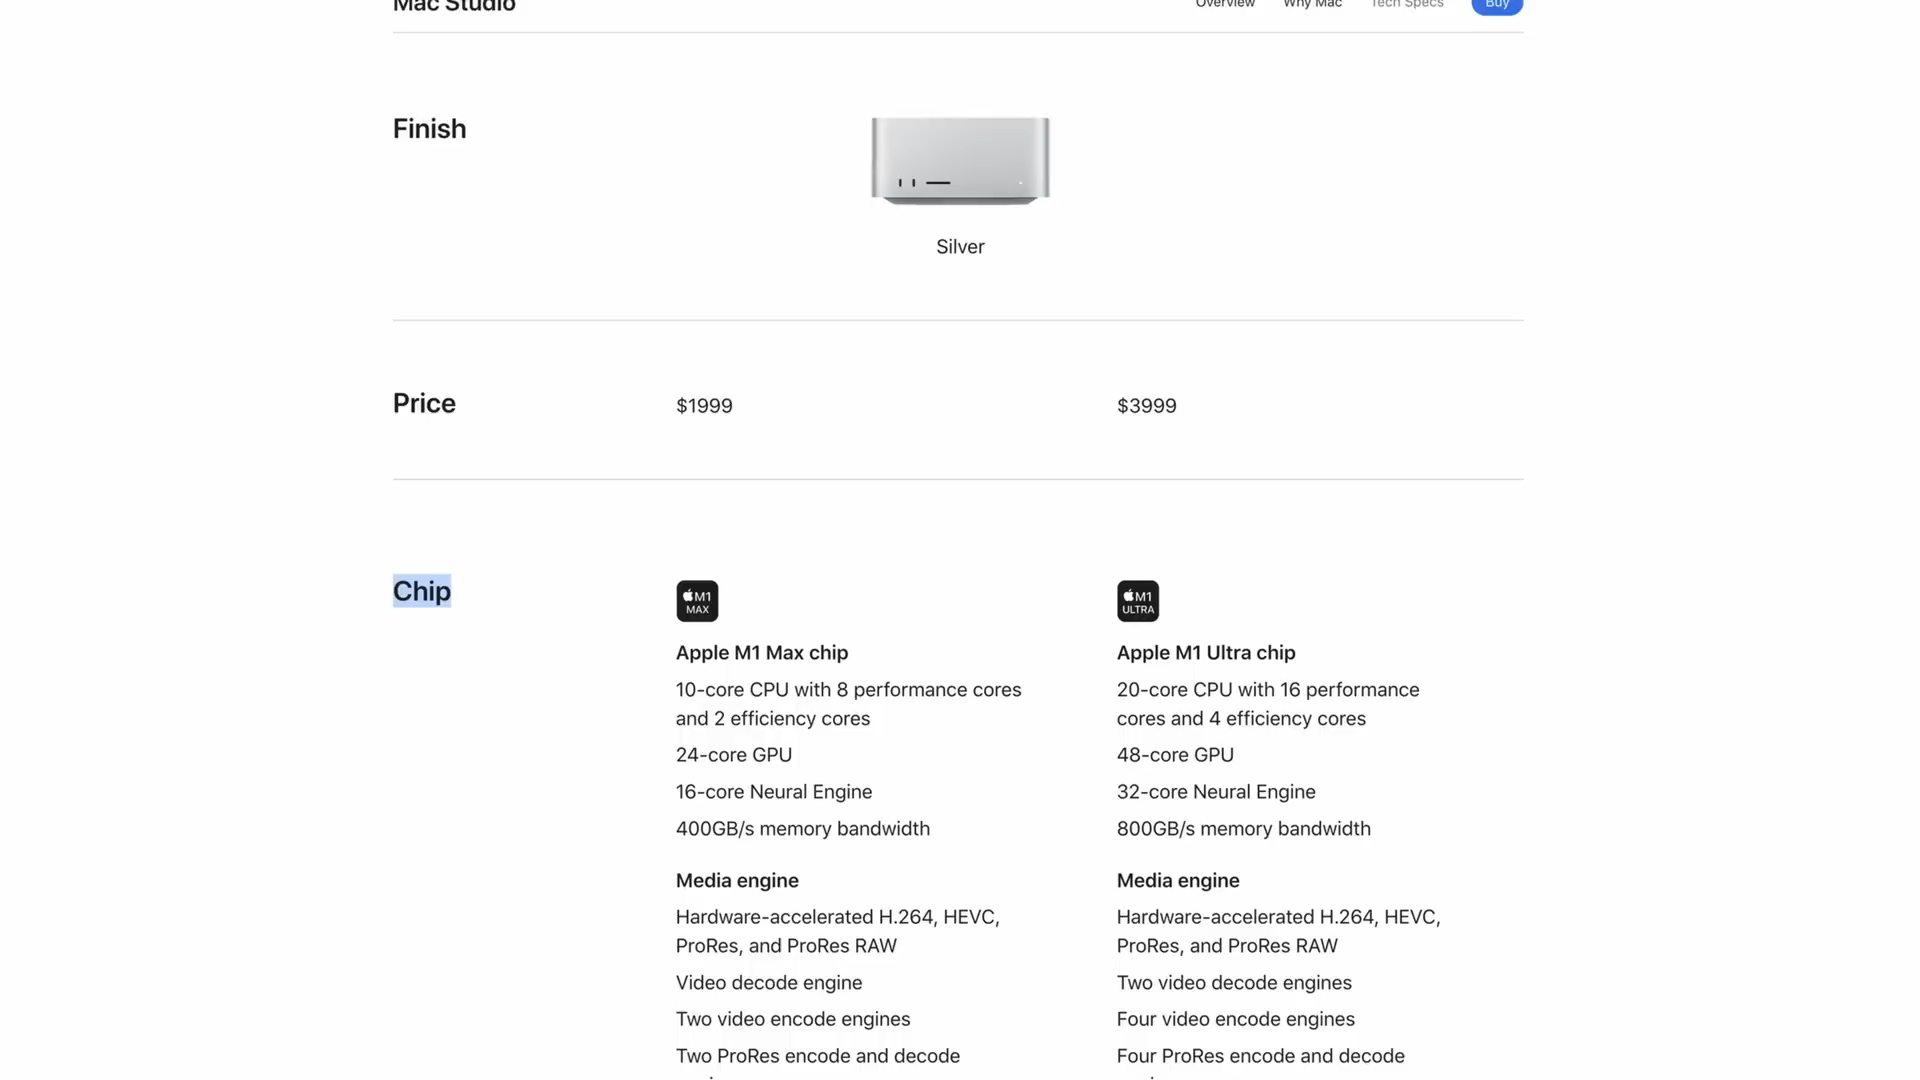 Mac Studio
Overview Why Mac Tech Specs Buy
Finish
Silver
Price $1999 $3999
Chip
M1 MAX
M1 ULTRA
Apple M1 Max chip
10-core CPU with 8 performance cores
and 2 efficiency cores
24-core GPU
16-core Neural Engine
400GB/s memory bandwidth
Media engine
Hardware-accelerated H.264, HEVC,
ProRes, and ProRes RAW
Video decode engine
Two video encode engines
Two ProRes encode and decode
Apple M1 Ultra chip
20-core CPU with 16 performance
cores and 4 efficiency cores
48-core GPU
32-core Neural Engine
800GB/s memory bandwidth
Media engine
Hardware-accelerated H.264, HEVC,
ProRes, and ProRes RAW
Two video decode engines
Four video encode engines
Four ProRes encode and decode